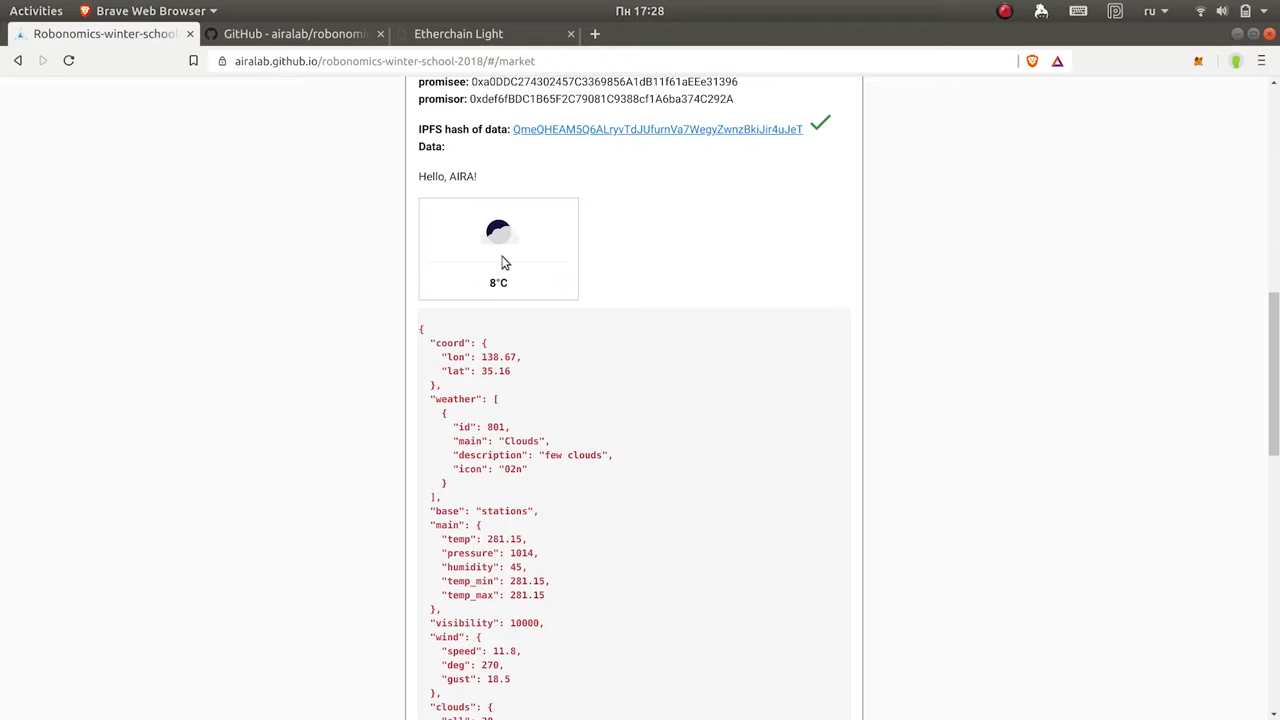 Activities
Brave Web Browser
Пн 17:28
ru
Robonomics-winter-school
GitHub - airalab/robonomi
Etherchain Light
airalab.github.io/robonomics-winter-school-2018/#/market
promisee: 0xa0DDC274302457C3369856A1dB11f61aEEe31396
promisor: 0xdef6fBDC1B65F2C79081C9388cf1A6ba374C292A
IPFS hash of data: QmeQHEAM5Q6ALryvTdJUfurnVa7WegyZwnzBkiJir4uJeT
Data:
Hello, AIRA!
8°C
{
"coord": {
"lon": 138.67,
"lat": 35.16
},
"weather": [
{
"id": 801,
"main": "Clouds",
"description": "few clouds",
"icon": "02n"
}
],
"base": "stations",
"main": {
"temp": 281.15,
"pressure": 1014,
"humidity": 45,
"temp_min": 281.15,
"temp_max": 281.15
},
"visibility": 10000,
"wind": {
"speed": 11.8,
"deg": 270,
"gust": 18.5
},
"clouds": {